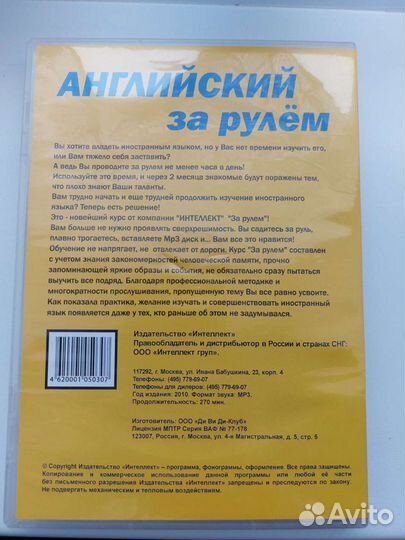 АНГЛИЙСКИЙ
за рулём
Вы хотите владеть иностранным языком, но у Вас нет времени изучить его,
или Вам тяжело себя заставить?
А ведь Вы проводите за рулем не менее часа в день!
Используйте это время, и через 2 месяца знакомые будут поражены тем,
что плохо знают Ваши таланты.
Вам трудно начать и еще трудней продолжить изучение иностранного
языка? Теперь есть решение!
Это - новейший курс от компании "ИНТЕЛЛЕКТ" "За рулем"!
Вам больше не нужно проявлять сверхрешимость. Вы садитесь за руль,
плавно трогаетесь, вставляете Mp3 диск и... Вам все это нравится!
Обучение не напрягает, не отвлекает от дороги. Курс "За рулем" составлен
с учетом знания закономерностей человеческой памяти, прочно
запоминающей яркие образы и события, не обязательно сразу пытаться
выучить все подряд. Благодаря профессиональной методике и
многократности прослушивания, пропущенную тему Вы все равно усвоите.
Как показала практика, желание изучать и совершенствовать иностранный
язык появляется даже у тех, кто раньше об этом не задумывался.
Издательство «Интеллект»
Правообладатель и дистрибьютор в России и странах СНГ:
ООО «Интеллект груп».
117292, г. Москва, ул. Ивана Бабушкина, 23, корп. 4
Телефоны: (495) 779-69-07
Телефоны для дилеров: (495) 779-69-07
Год издания: 2010. Формат звука: MP3.
Продолжительность: 270 мин.
4 620001 050307
Изготовитель: ООО «Ди Ви Ди-Клуб»
Лицензия МПТР Серия ВАФ № 77-178
123007, Россия, г. Москва, ул. 4-я Магистральная, д. 5, стр. 5
© Copyright Издательство «Интеллект» – программа, фонограммы, оформление. Все права защищены.
Копирование и коммерческое использование данной программы или любой её части
без письменного разрешения Издательства «Интеллект» запрещены и преследуются по закону.
Не подвергать механическим и тепловым воздействиям.
Avito